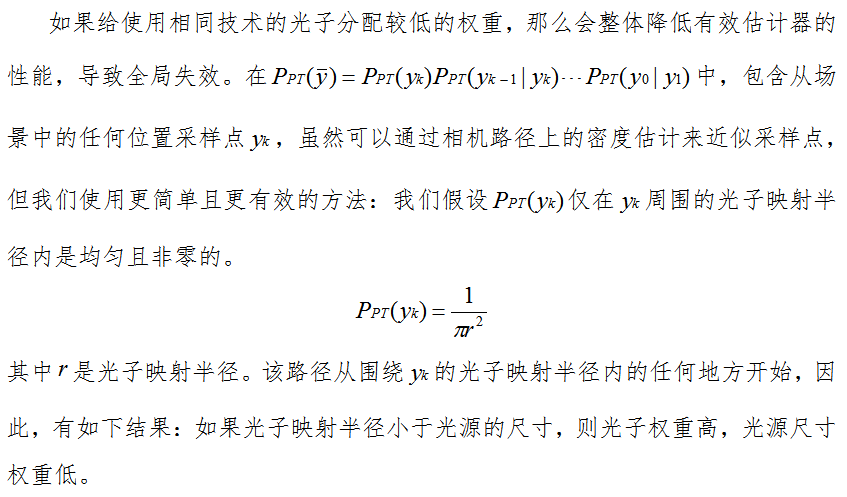 如果给使用相同技术的光子分配较低的权重，那么会整体降低有效估计器的
性能，导致全局失效。在 P_{PT}(\bar{y}) = P_{PT}(y_k)P_{PT}(y_{k-1} | y_k)⋯P_{PT}(y_0 | y_1) 中，包含从场
景中的任何位置采样点 y_k，虽然可以通过相机路径上的密度估计来近似采样点，
但我们使用更简单且更有效的方法：我们假设 P_{PT}(y_k) 仅在 y_k 周围的光子映射半
径内是均匀且非零的。
P_{PT}(y_k) = \frac{1}{\pi r^2}
其中 r 是光子映射半径。该路径从围绕 y_k 的光子映射半径内的任何地方开始，因
此，有如下结果：如果光子映射半径小于光源的尺寸，则光子权重高，光源尺寸
权重低。